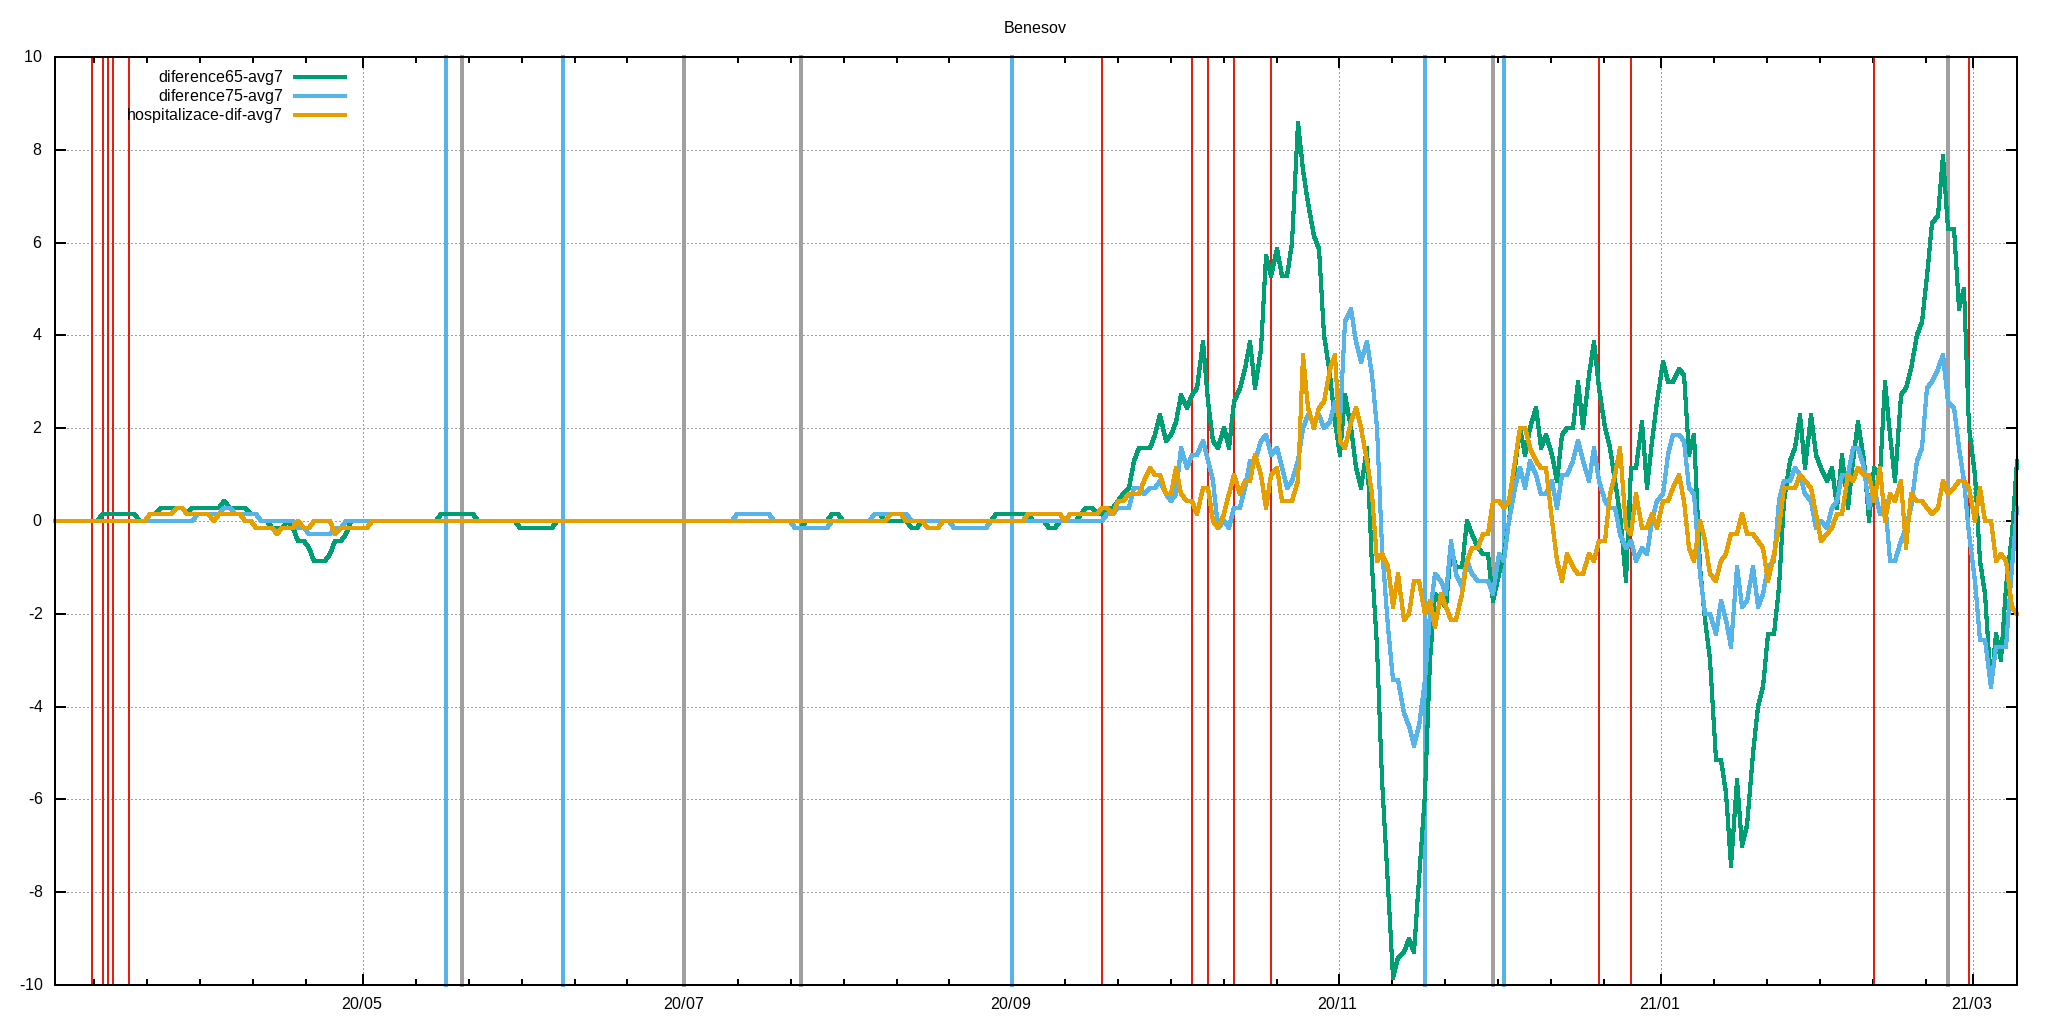 Benesov
diference65-avg7
diference75-avg7
hospitalizace-dif-avg7
10
8
6
4
2
0
-2
-4
-6
-8
-10
20/05 20/07 20/09 20/11 21/01 21/03